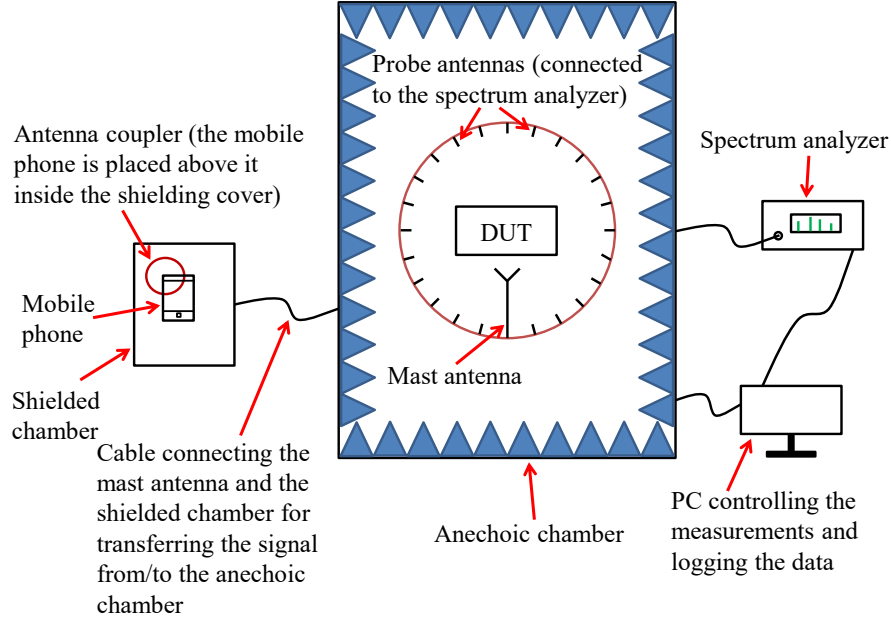 Probe antennas (connected
to the spectrum analyzer)
Antenna coupler (the mobile
phone is placed above it
inside the shielding cover)
Spectrum analyzer
DUT
Mobile
phone
Mast antenna
Shielded
chamber
Cable connecting the
mast antenna and the
shielded chamber for
transferring the signal
from/to the anechoic
chamber
Anechoic chamber
PC controlling the
measurements and
logging the data